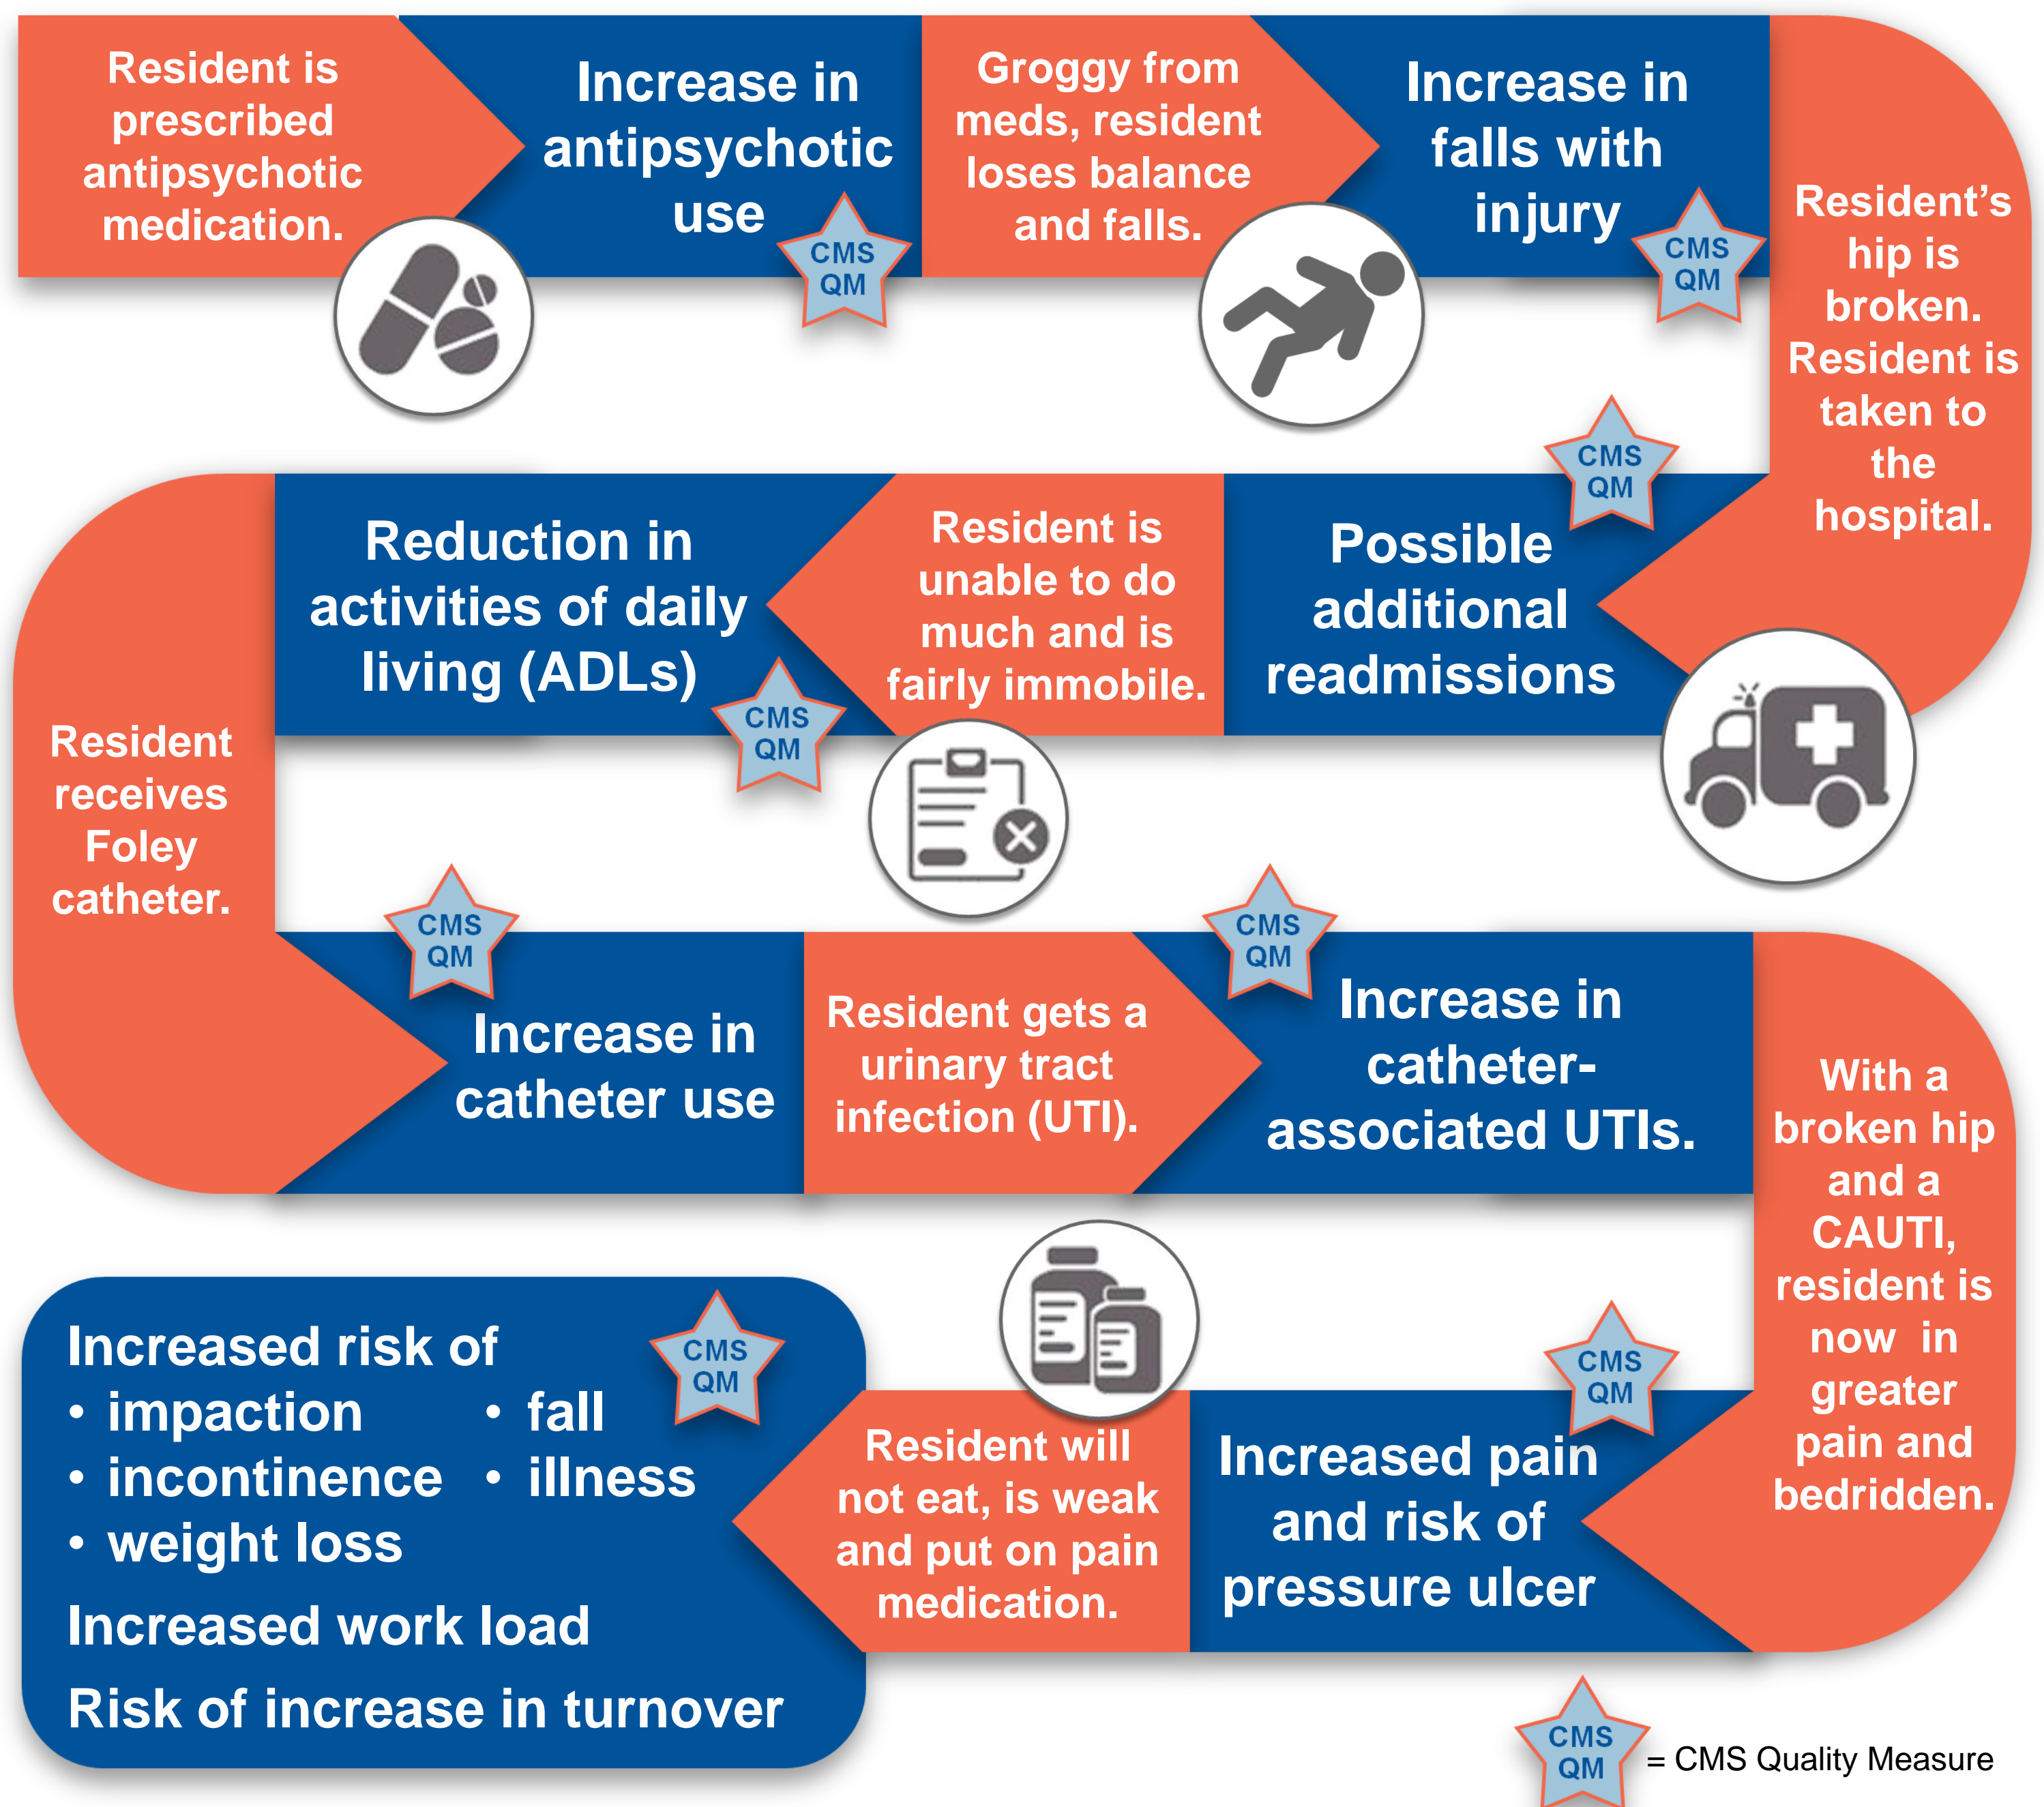 Resident is
prescribed
antipsychotic
medication.
Increase in
antipsychotic
use
CMS
QM
Groggy from
meds, resident
loses balance
and falls.
Increase in
falls with
injury
CMS
QM
Resident’s
hip is
broken.
Resident is
taken to
the
hospital.
CMS
QM
Possible
additional
readmissions
Resident is
unable to do
much and is
fairly immobile.
Reduction in
activities of daily
living (ADLs)
CMS
QM
Resident
receives
Foley
catheter.
CMS
QM
Increase in
catheter use
Resident gets a
urinary tract
infection (UTI).
CMS
QM
Increase in
catheter-
associated UTIs.
With a
broken hip
and a
CAUTI,
resident is
now  in
greater
pain and
bedridden.
CMS
QM
Increased pain
and risk of
pressure ulcer
Resident will
not eat, is weak
and put on pain
medication.
CMS
QM
Increased risk of
• impaction • fall
• incontinence • illness
• weight loss
Increased work load
Risk of increase in turnover
CMS
QM
= CMS Quality Measure